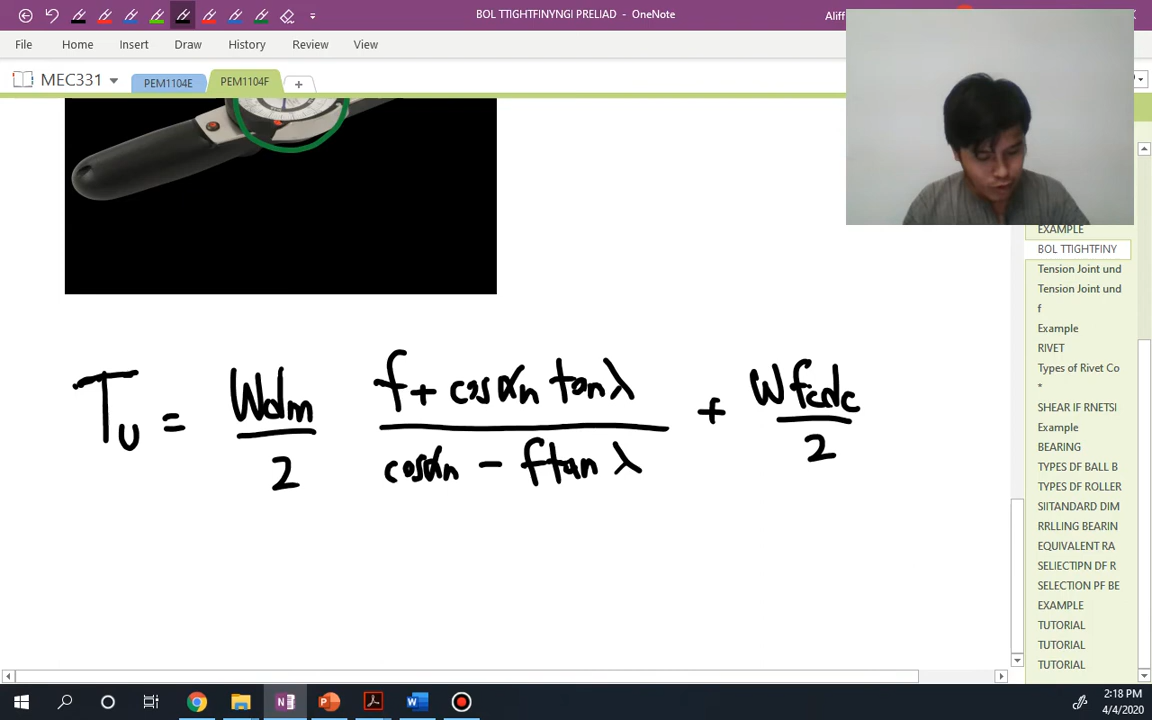 BOL TTIGHTFINYNGI PRELIAD - OneNote
Aliff
File Home Insert Draw History Review View
MEC331
PEM1104E
PEM1104F
EXAMPLE
BOL TTIGHTFINY
Tension Joint und
Tension Joint und
f
Example
RIVET
Types of Rivet Co
*
SHEAR IF RNETSI
Example
BEARING
TYPES DF BALL B
TYPES DF ROLLER
SIITANDARD DIM
RRLLING BEARIN
EQUIVALENT RA
SELIECTIPN DF R
SELECTION PF BE
EXAMPLE
TUTORIAL
TUTORIAL
TUTORIAL
Tu = Wdm/2 (f + cosαn tanλ)/(cosαn - f tanλ) + Wfcdc/2
2:18 PM
4/4/2020